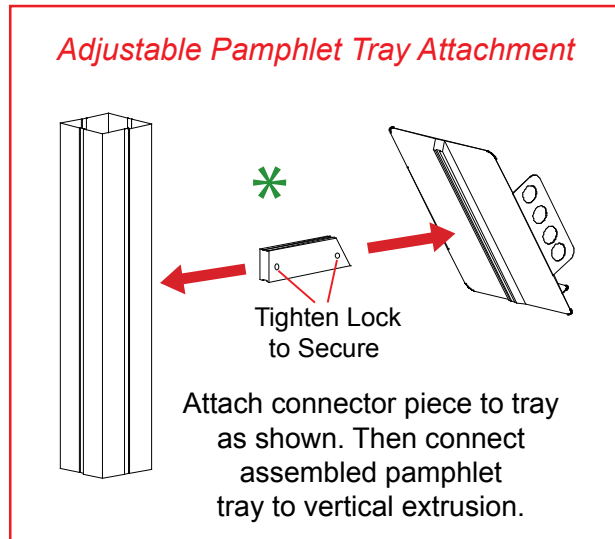 Adjustable Pamphlet Tray Attachment
*
Tighten Lock
to Secure
Attach connector piece to tray
as shown. Then connect
assembled pamphlet
tray to vertical extrusion.